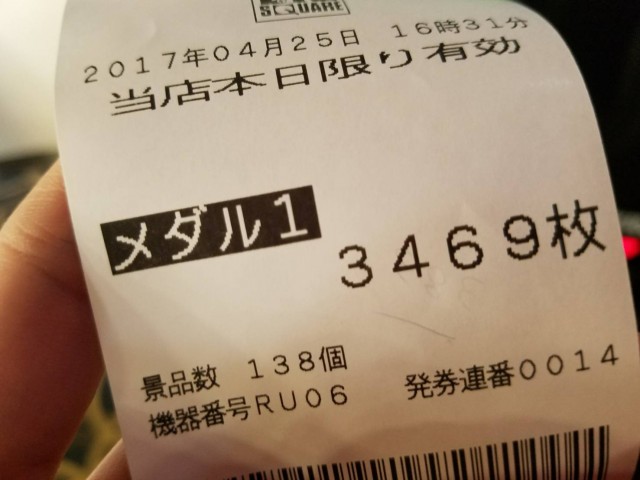 SQUARE
2017年04月25日 16時31分
当店本日限り有効
メダル1 3469枚
景品数 138個
機器番号RU06 発券連番0014